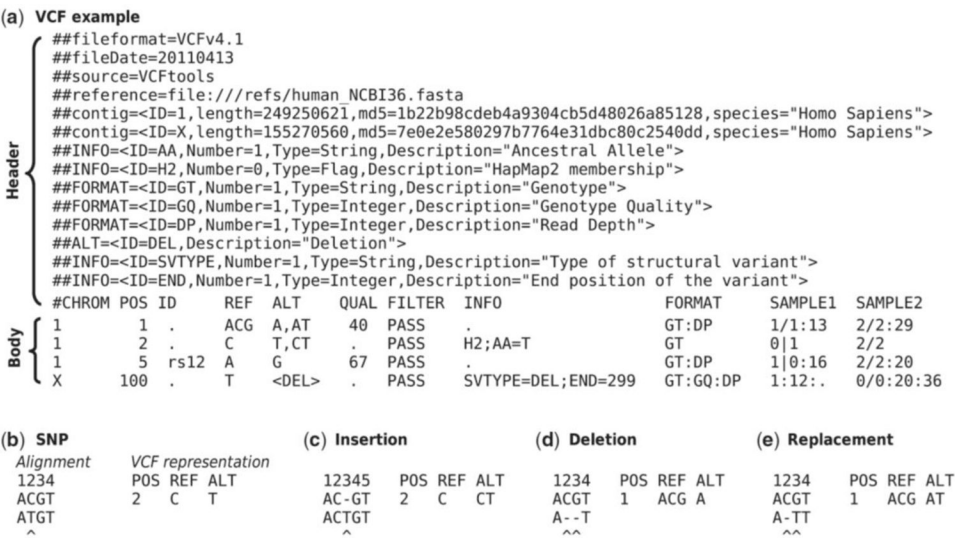 (a) VCF example
Header
##fileformat=VCFv4.1
##fileDate=20110413
##source=VCFtools
##reference=file:///refs/human_NCBI36.fasta
##contig=<ID=1,length=249250621,md5=1b22b98cdeb4a9304cb5d48026a85128,species="Homo Sapiens">
##contig=<ID=X,length=155270560,md5=7e0e2e580297b7764e31dbc80c2540dd,species="Homo Sapiens">
##INFO=<ID=AA,Number=1,Type=String,Description="Ancestral Allele">
##INFO=<ID=H2,Number=0,Type=Flag,Description="HapMap2 membership">
##FORMAT=<ID=GT,Number=1,Type=String,Description="Genotype">
##FORMAT=<ID=GQ,Number=1,Type=Integer,Description="Genotype Quality">
##FORMAT=<ID=DP,Number=1,Type=Integer,Description="Read Depth">
##ALT=<ID=DEL,Description="Deletion">
##INFO=<ID=SVTYPE,Number=1,Type=String,Description="Type of structural variant">
##INFO=<ID=END,Number=1,Type=Integer,Description="End position of the variant">
#CHROM POS ID REF ALT QUAL FILTER INFO FORMAT SAMPLE1 SAMPLE2
Body
1 1 . ACG A,AT 40 PASS . GT:DP 1/1:13 2/2:29
1 2 . C T,CT . PASS H2;AA=T GT 0|1 2/2
1 5 rs12 A G 67 PASS . GT:DP 1|0:16 2/2:20
X 100 . T <DEL> . PASS SVTYPE=DEL;END=299 GT:GQ:DP 1:12:. 0/0:20:36
(b) SNP
Alignment VCF representation
1234 POS REF ALT
ACGT 2 C T
ATGT
^
(c) Insertion
12345 POS REF ALT
AC-GT 2 C CT
ACTGT
^
(d) Deletion
1234 POS REF ALT
ACGT 1 ACG A
A--T
^^
(e) Replacement
1234 POS REF ALT
ACGT 1 ACG AT
A-TT
^^